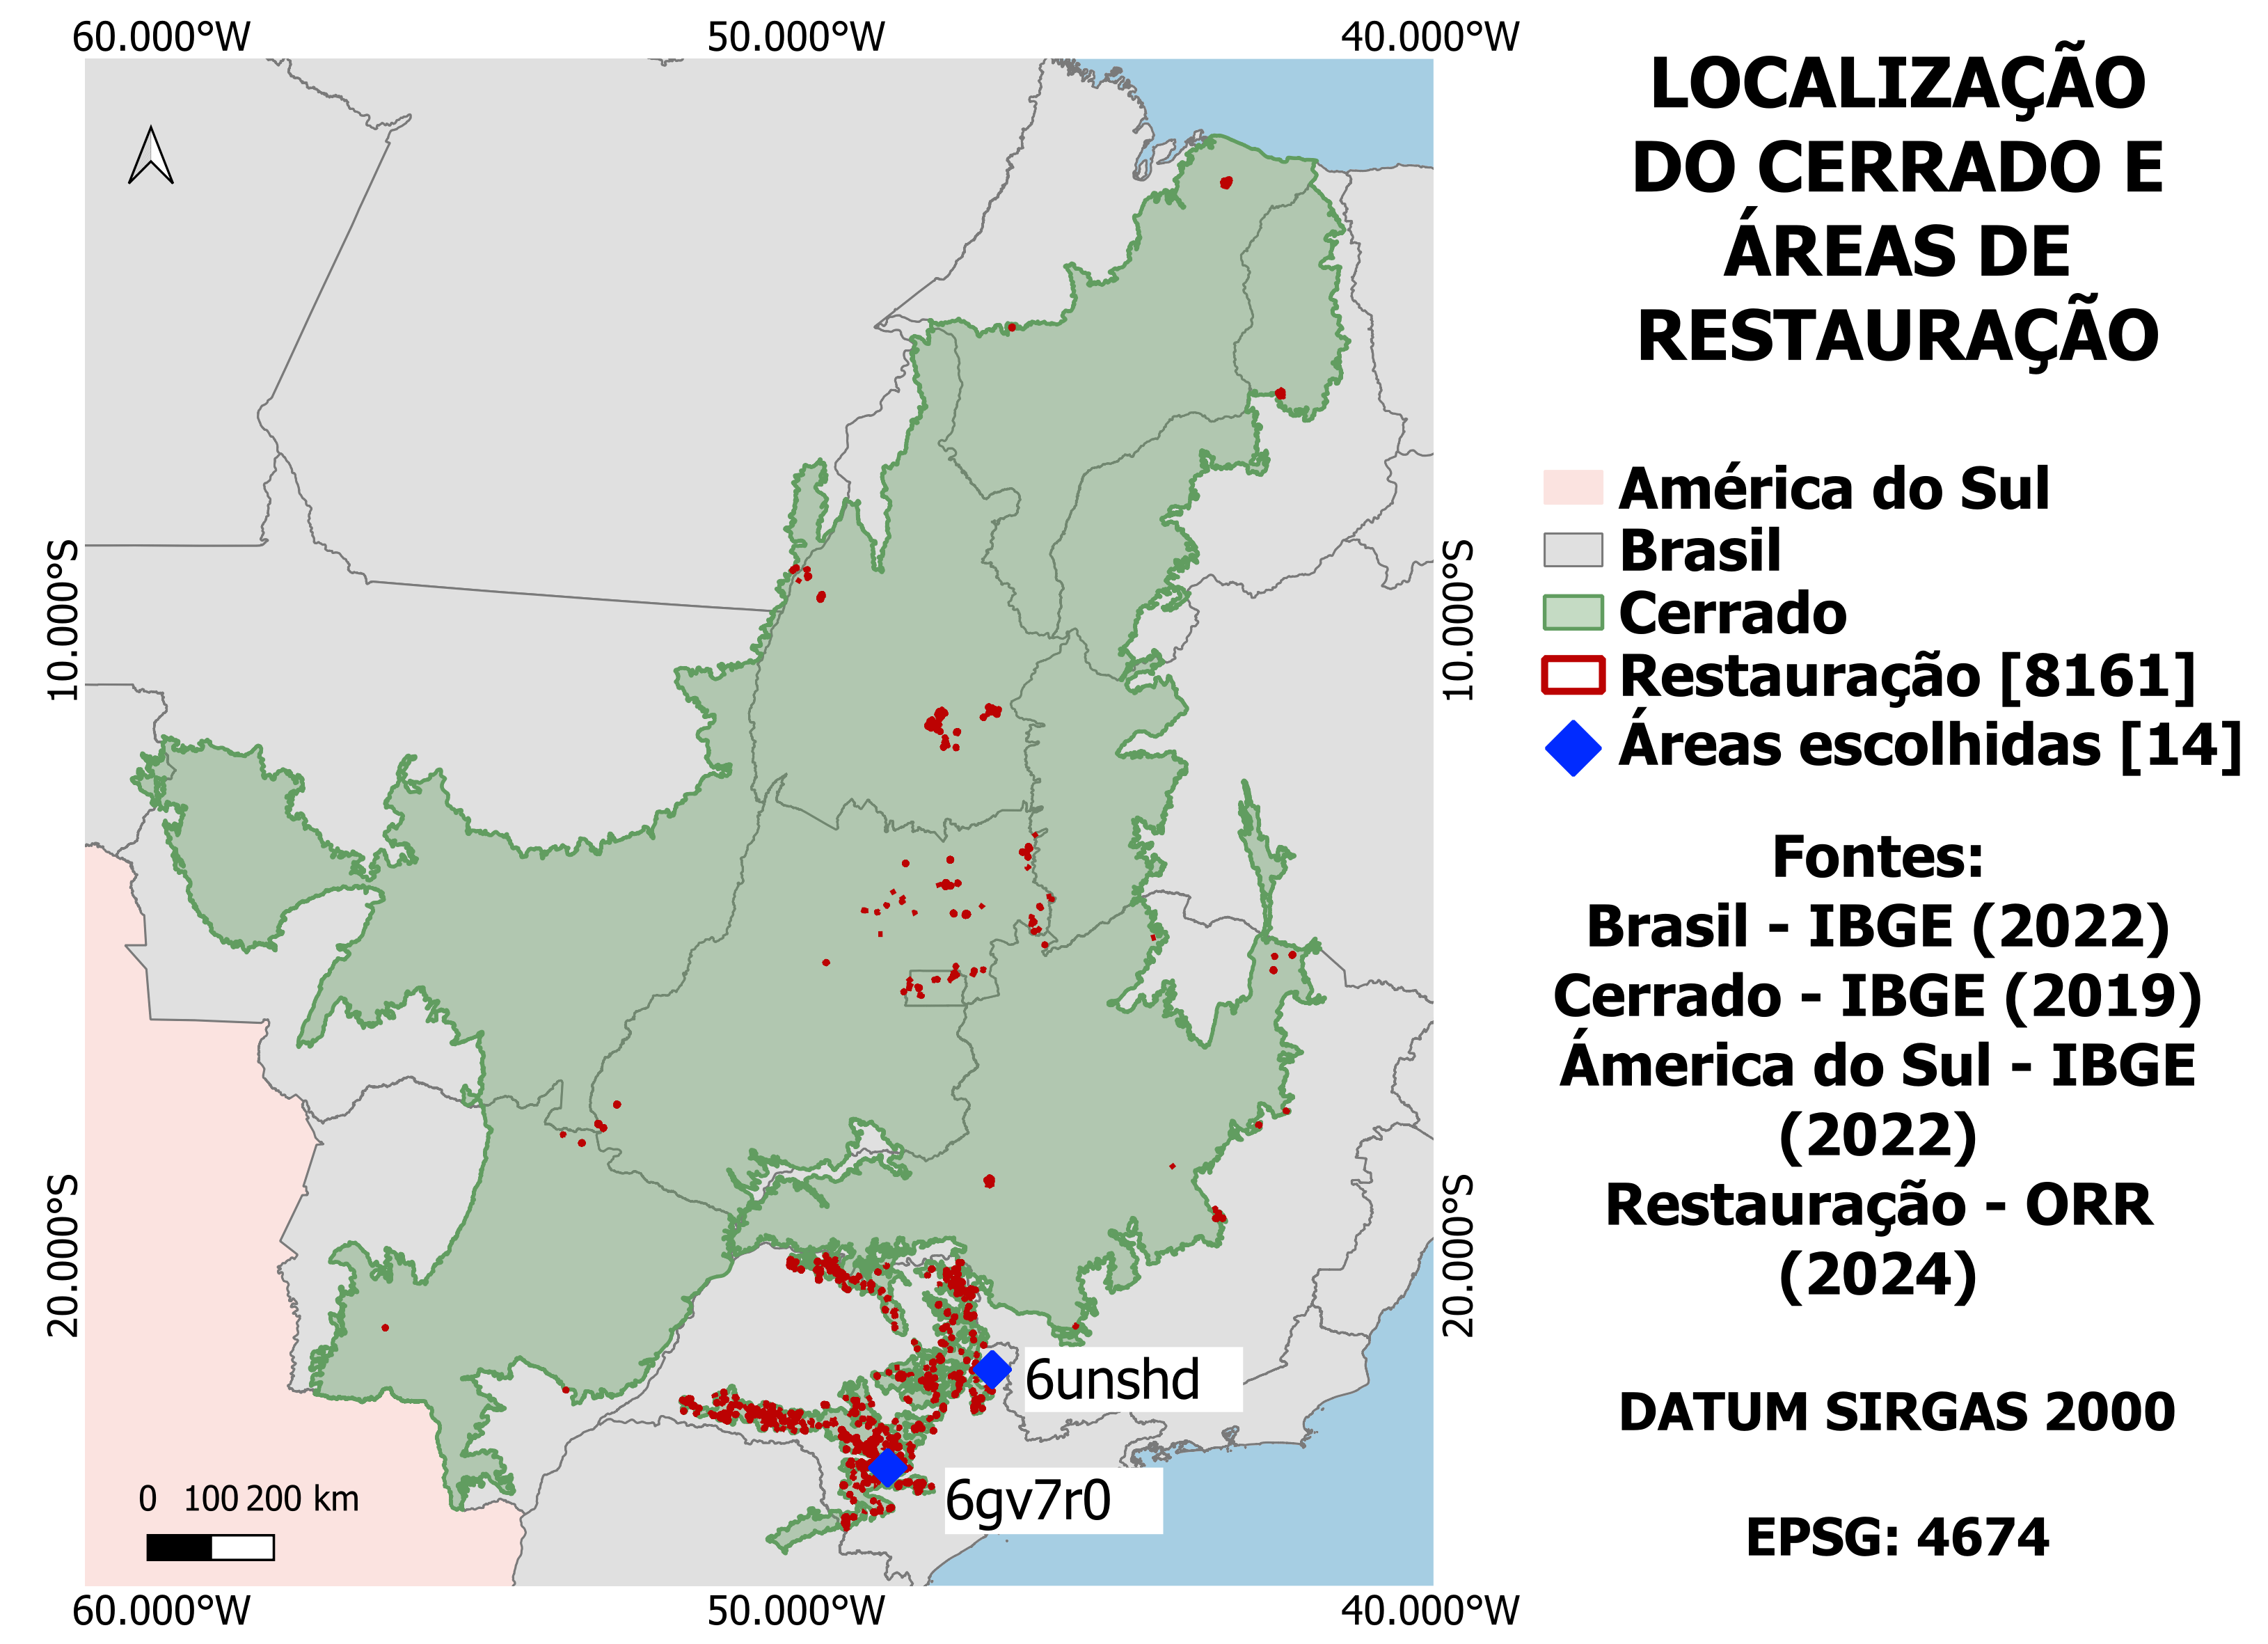 60.000°W 50.000°W 40.000°W
LOCALIZAÇÃO
DO CERRADO E
ÁREAS DE
RESTAURAÇÃO
América do Sul
Brasil
Cerrado
Restauração [8161]
Áreas escolhidas [14]
10.000°S
10.000°S
Fontes:
Brasil - IBGE (2022)
Cerrado - IBGE (2019)
Ámerica do Sul - IBGE
(2022)
Restauração - ORR
(2024)
20.000°S
20.000°S
6unshd
6gv7r0
DATUM SIRGAS 2000
EPSG: 4674
0 100 200 km
60.000°W 50.000°W 40.000°W